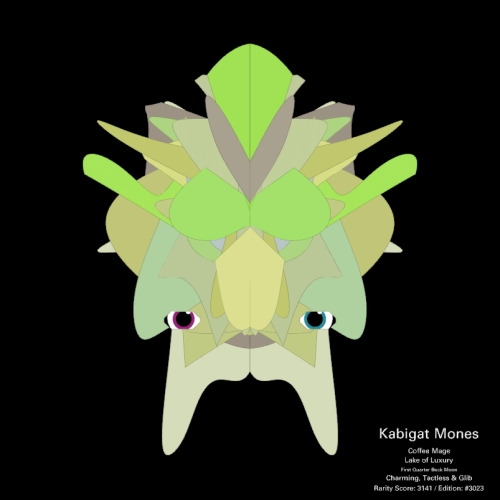 Kabigat Mones
Coffee Mage
Lake of Luxury
First Quarter Buck Moon
Charming, Tactless & Glib
Rarity Score: 3141 / Edition: #3023